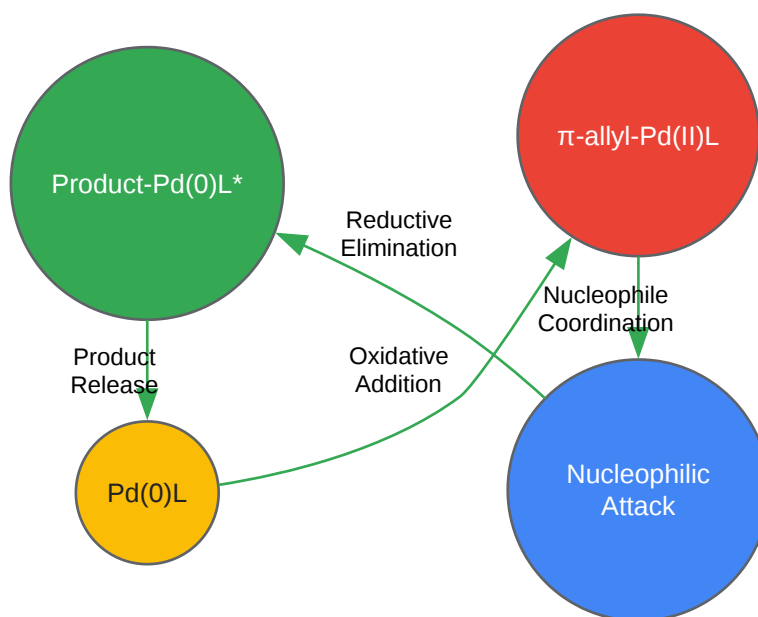 π-allyl-Pd(II)L
Product-Pd(0)L*
Reductive
Elimination
Nucleophile
Coordination
Product
Release
Oxidative
Addition
Pd(0)L
Nucleophilic
Attack